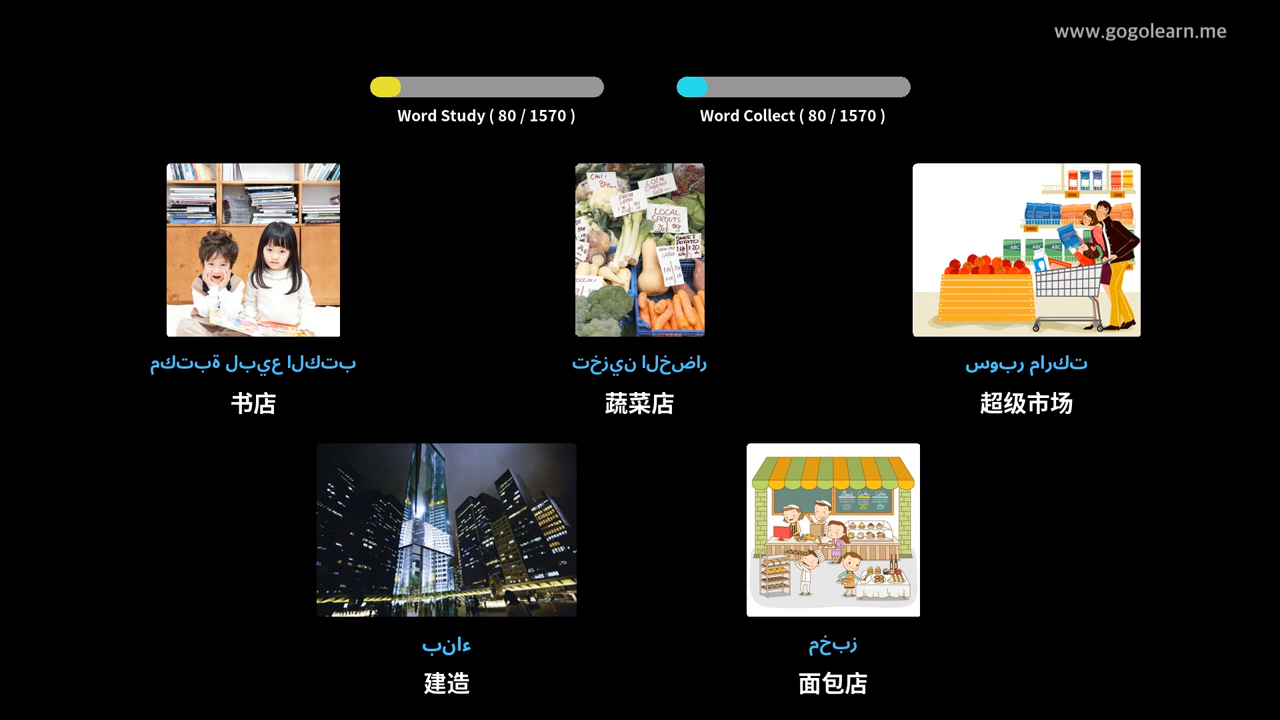 www.gogolearn.me
Word Study ( 80 / 1570 )
Word Collect ( 80 / 1570 )
مكتبة لبيع الكتب
تخزين الخضار
سوبر ماركت
书店
蔬菜店
超级市场
بناء
مخبز
建造
面包店